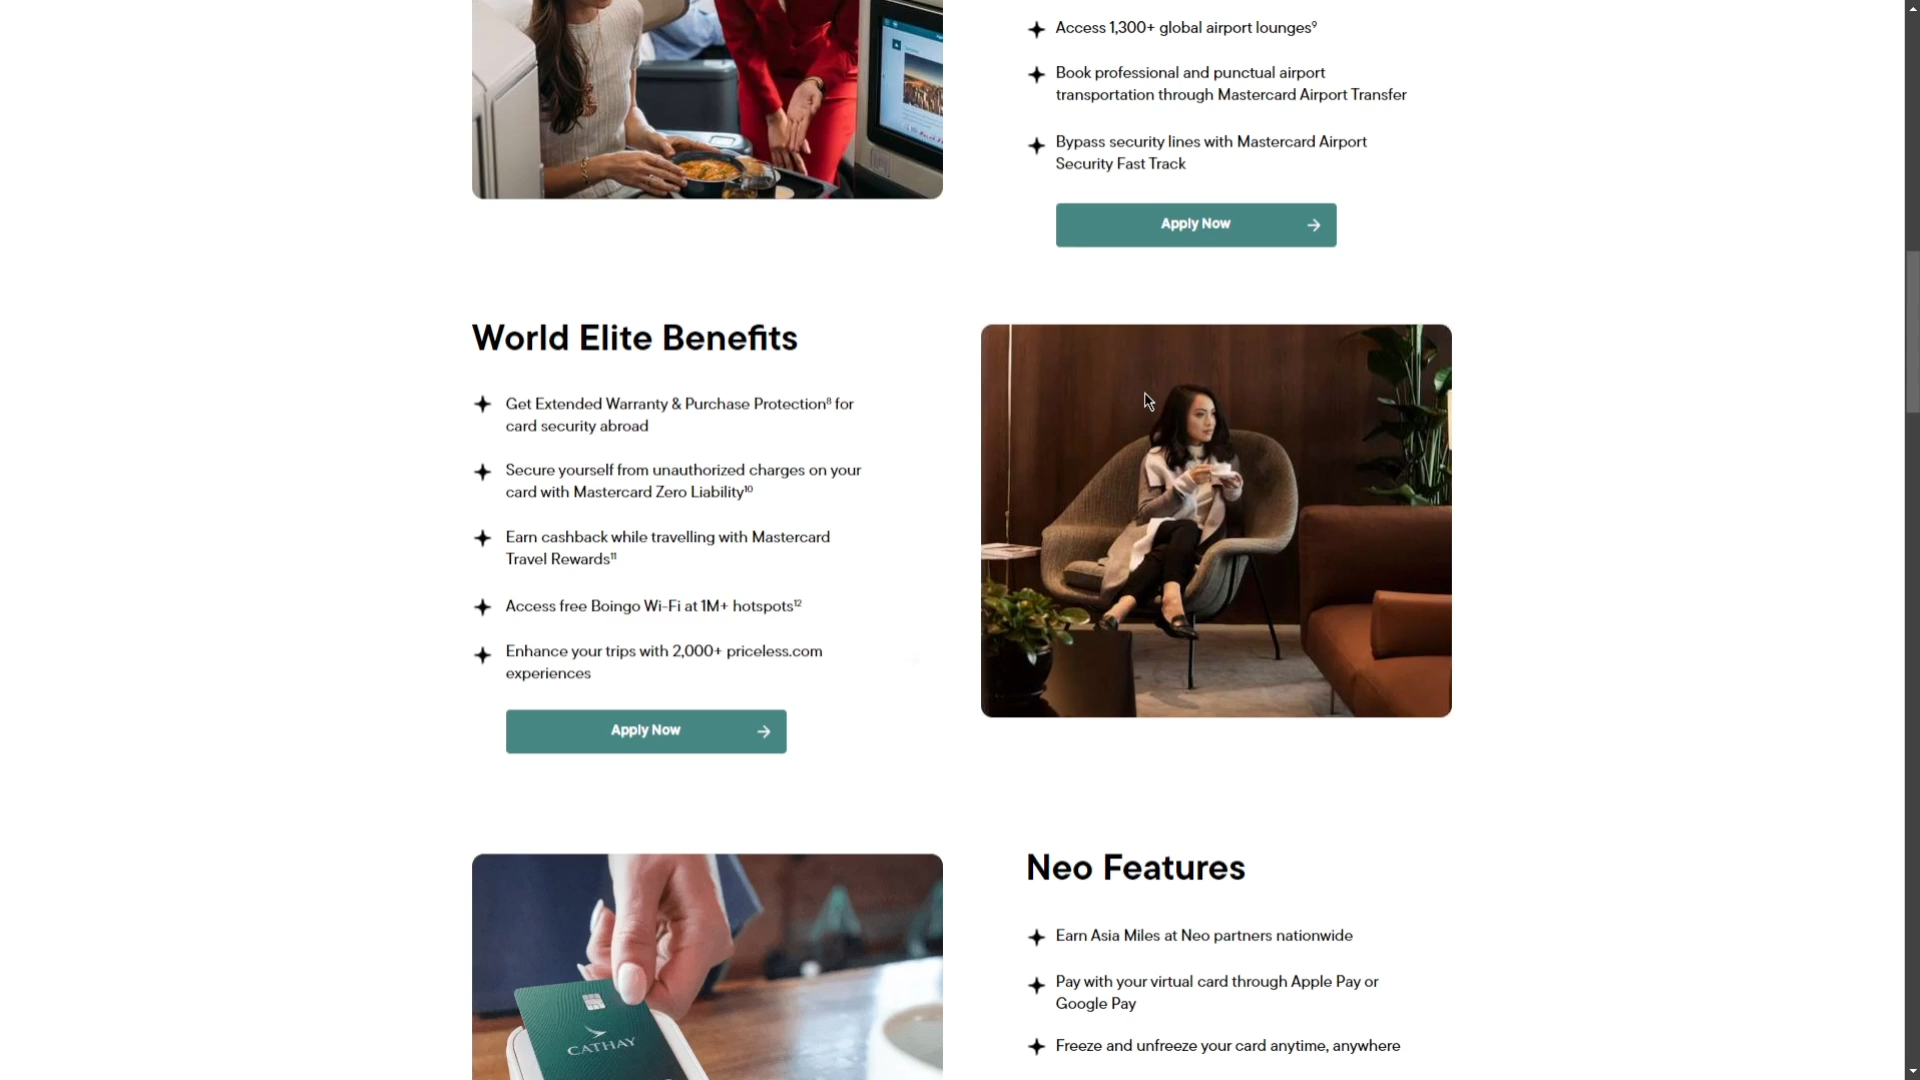 Access 1,300+ global airport lounges⁹
Book professional and punctual airport
transportation through Mastercard Airport Transfer
Bypass security lines with Mastercard Airport
Security Fast Track
Apply Now
World Elite Benefits
Get Extended Warranty & Purchase Protection⁸ for
card security abroad
Secure yourself from unauthorized charges on your
card with Mastercard Zero Liability¹⁰
Earn cashback while travelling with Mastercard
Travel Rewards¹¹
Access free Boingo Wi-Fi at 1M+ hotspots¹²
Enhance your trips with 2,000+ priceless.com
experiences
Apply Now
CATHAY
Neo Features
Earn Asia Miles at Neo partners nationwide
Pay with your virtual card through Apple Pay or
Google Pay
Freeze and unfreeze your card anytime, anywhere